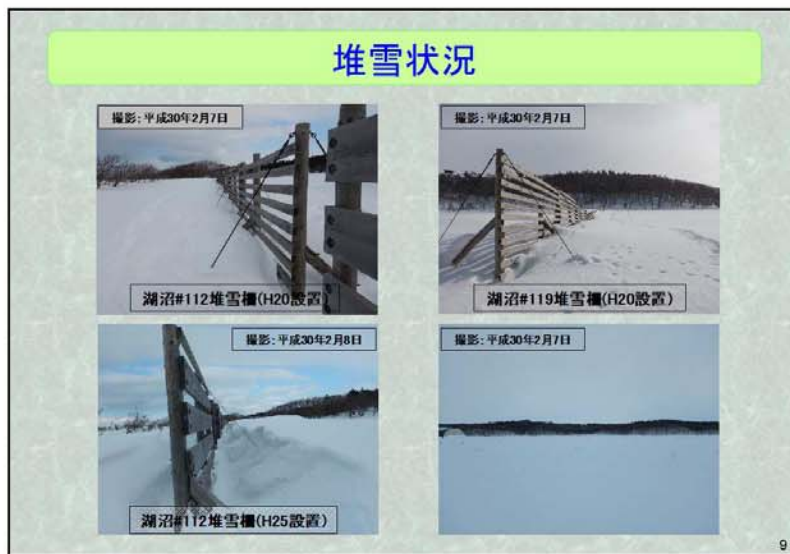 堆雪状況
撮影:平成30年2月7日
湖沼#112堆雪柵(H20設置)
撮影:平成30年2月7日
湖沼#119堆雪柵(H20設置)
撮影:平成30年2月8日
湖沼#112堆雪柵(H25設置)
撮影:平成30年2月7日
9